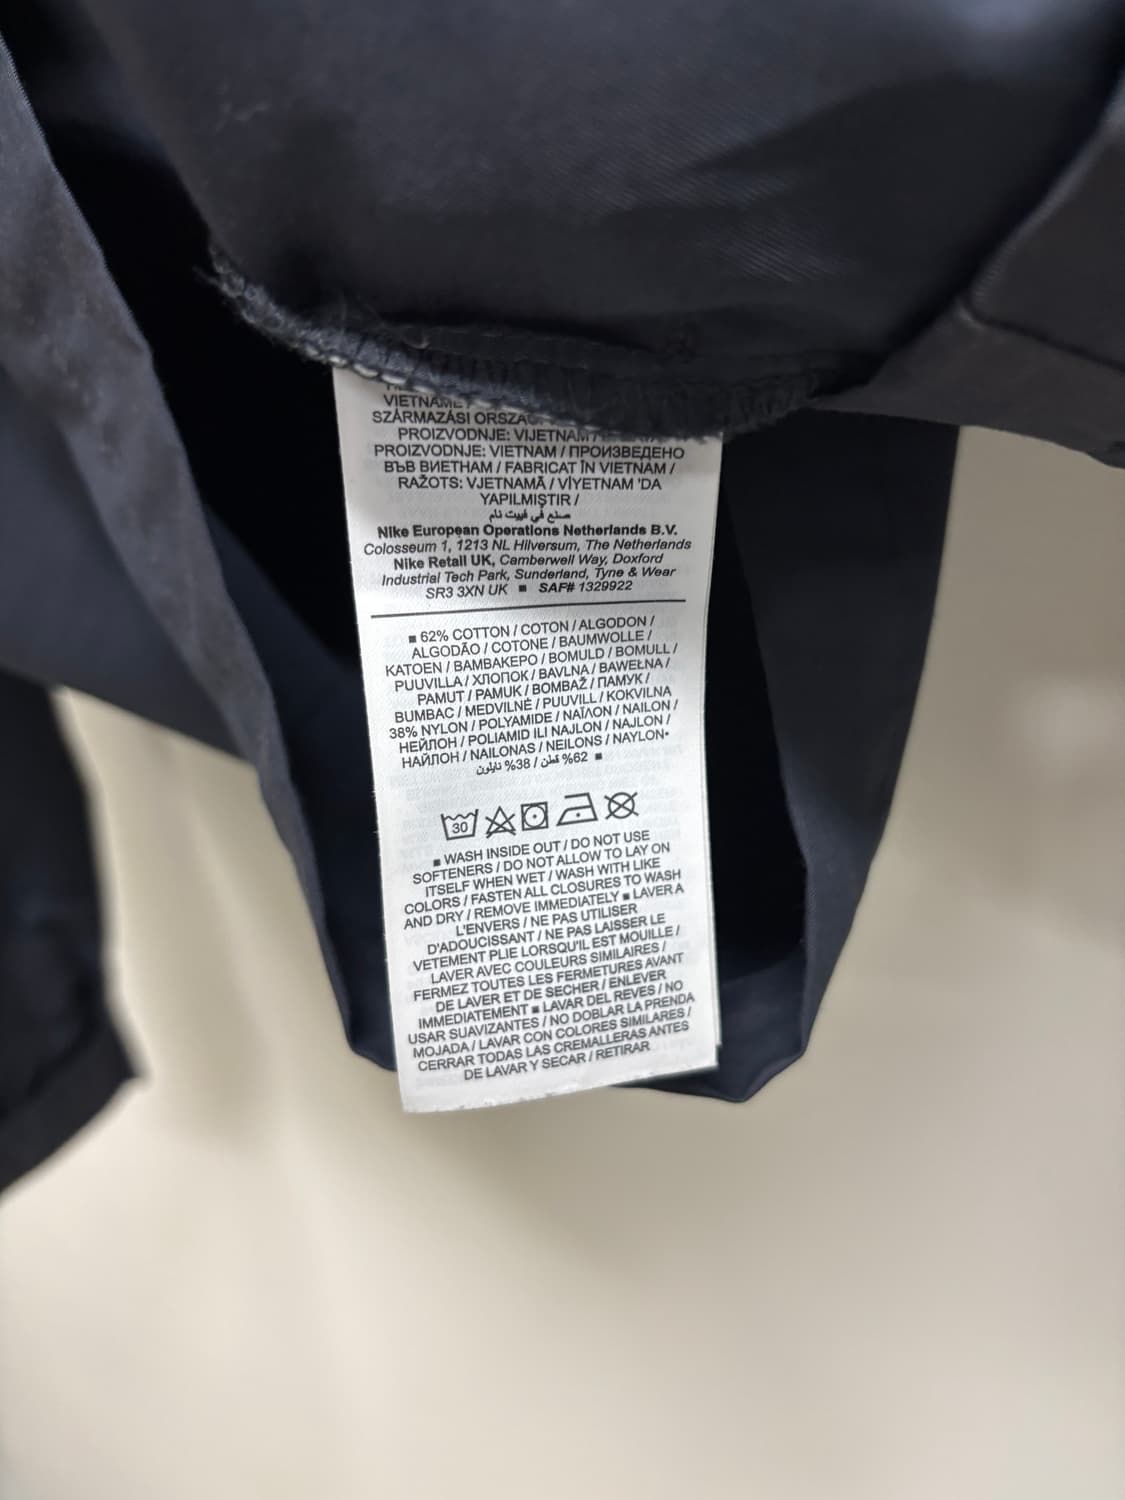 VIETNAME
SZÁRMAZÁSI ORSZÁG
PROIZVODNJE: VIJETNAM /
PROIZVODNJE: VIETNAM / ПРОИЗВЕДЕНО
ВЪВ ВИЕТНАМ / FABRICAT ÎN VIETNAM /
RAŽOTS: VJETNAMĀ / VİYETNAM 'DA
YAPILMIŞTIR /
صنع في فييت نام
Nike European Operations Netherlands B.V.
Colosseum 1, 1213 NL Hilversum, The Netherlands
Nike Retail UK, Camberwell Way, Doxford
Industrial Tech Park, Sunderland, Tyne & Wear
SR3 3XN UK ■ SAF# 1329922
■ 62% COTTON / COTON / ALGODON /
ALGODÃO / COTONE / BAUMWOLLE /
KATOEN / ΒΑΜΒΑΚΕΡΟ / BOMULD / BOMULL /
PUUVILLA / ХЛОПОК / BAVLNA / BAWEŁNA /
PAMUT / PAMUK / BOMBAŽ / ПАМУК /
BUMBAC / MEDVILNĖ / PUUVILL / KOKVILNA
38% NYLON / POLYAMIDE / ΝΑΪΛΟΝ / NAILON /
НЕЙЛОН / POLIAMID ILI NAJLON / NAJLON /
НАЙЛОН / NAILONAS / NEILONS / NAYLON•
62% قطن / 38% نايلون ■
30
■ WASH INSIDE OUT / DO NOT USE
SOFTENERS / DO NOT ALLOW TO LAY ON
ITSELF WHEN WET / WASH WITH LIKE
COLORS / FASTEN ALL CLOSURES TO WASH
AND DRY / REMOVE IMMEDIATELY ■ LAVER A
L'ENVERS / NE PAS UTILISER
D'ADOUCISSANT / NE PAS LAISSER LE
VETEMENT PLIE LORSQU'IL EST MOUILLE /
LAVER AVEC COULEURS SIMILAIRES /
FERMEZ TOUTES LES FERMETURES AVANT
DE LAVER ET DE SECHER / ENLEVER
IMMEDIATEMENT ■ LAVAR DEL REVES / NO
USAR SUAVIZANTES / NO DOBLAR LA PRENDA
MOJADA / LAVAR CON COLORES SIMILARES /
CERRAR TODAS LAS CREMALLERAS ANTES
DE LAVAR Y SECAR / RETIRAR